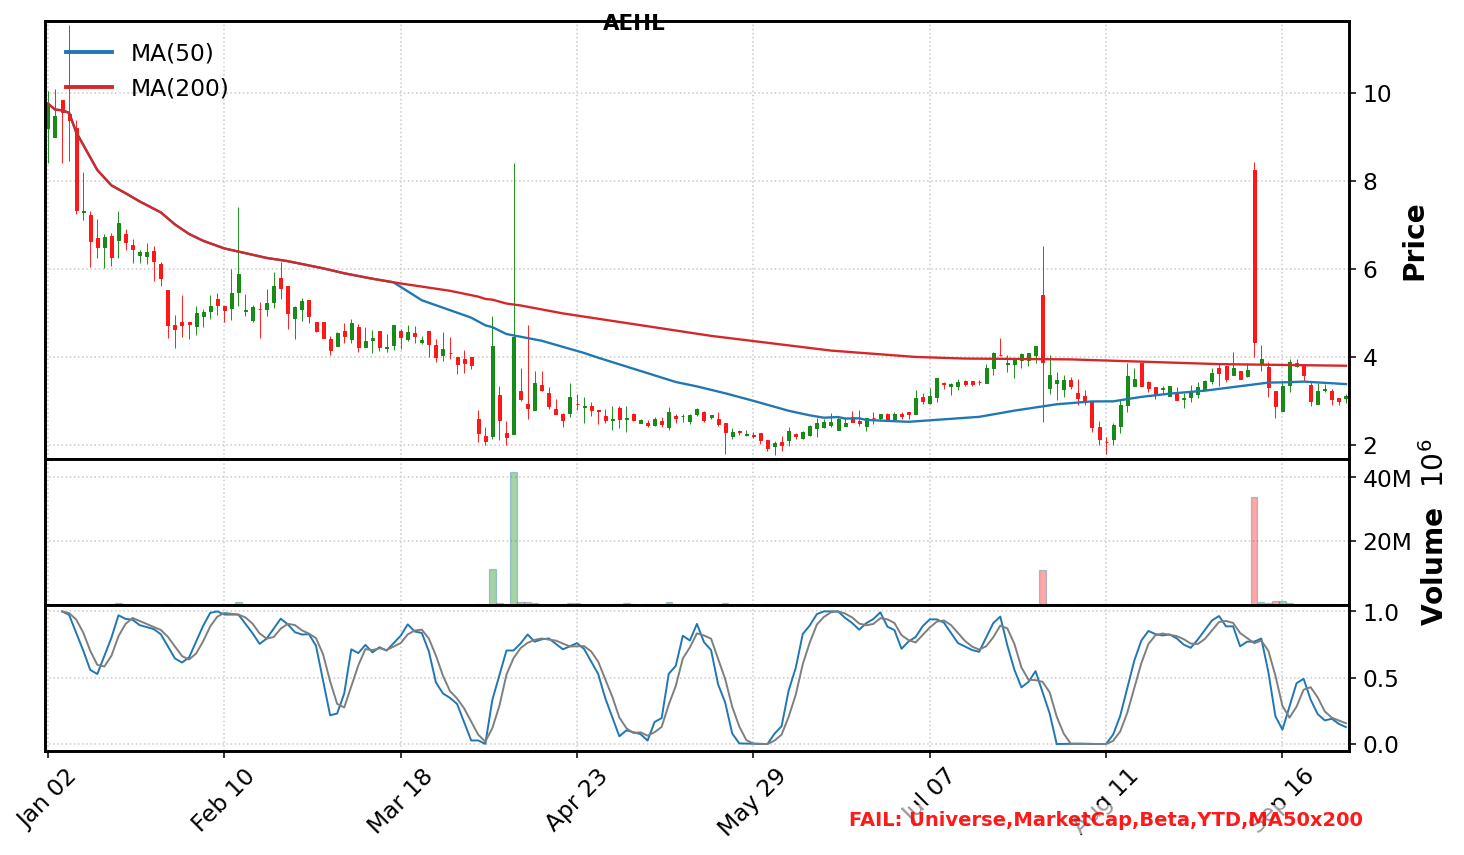 AEHL
MA(50)
MA(200)
10
8
6
4
2
Price
40M
20M
Volume 10^6
1.0
0.5
0.0
Jan 02
Feb 10
Mar 18
Apr 23
May 29
Jul 07
Aug 11
Sep 16
FAIL: Universe,MarketCap,Beta,YTD,MA50x200